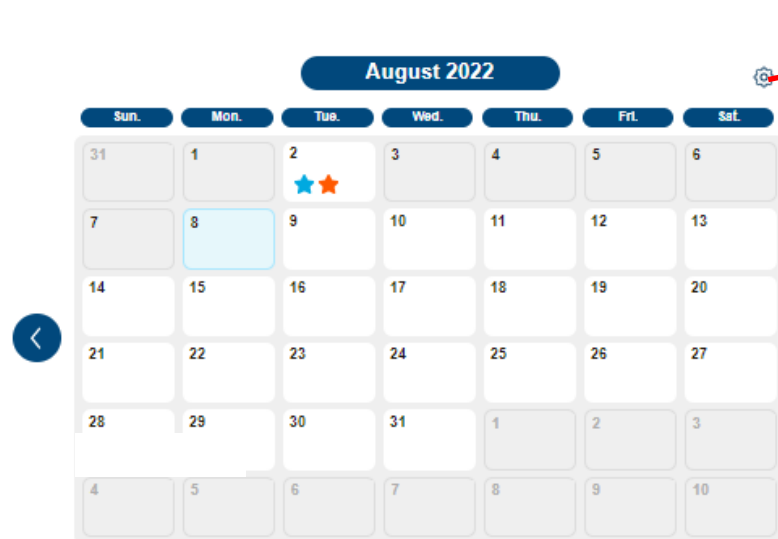 August 2022
Sun. Mon. Tue. Wed. Thu. Fri. Sat.
31 1 2 3 4 5 6
7 8 9 10 11 12 13
14 15 16 17 18 19 20
21 22 23 24 25 26 27
28 29 30 31 1 2 3
4 5 6 7 8 9 10